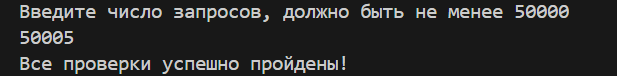 Введите число запросов, должно быть не менее 50000
50005
Все проверки успешно пройдены!